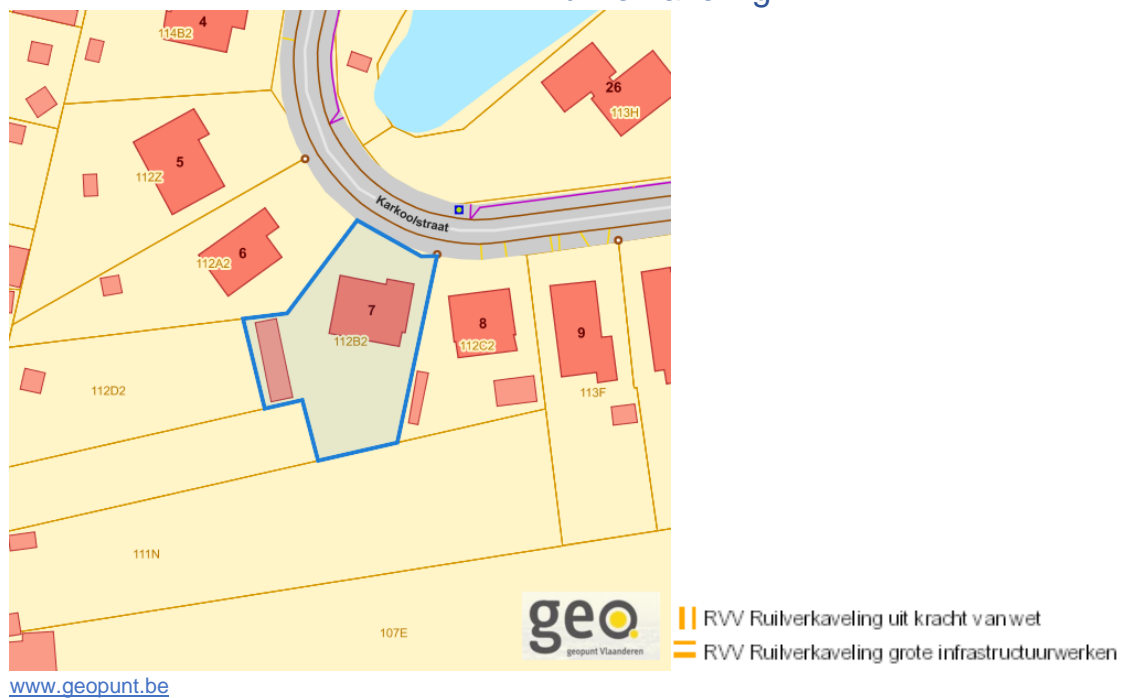 4
114B2
26
113H
5
112Z
Karkoolstraat
6
112A2
7
112B2
8
112C2
9
113F
112D2
111N
107E
geo
geopunt Vlaanderen
RVV Ruilverkaveling uit kracht van wet
RVV Ruilverkaveling grote infrastructuurwerken
www.geopunt.be